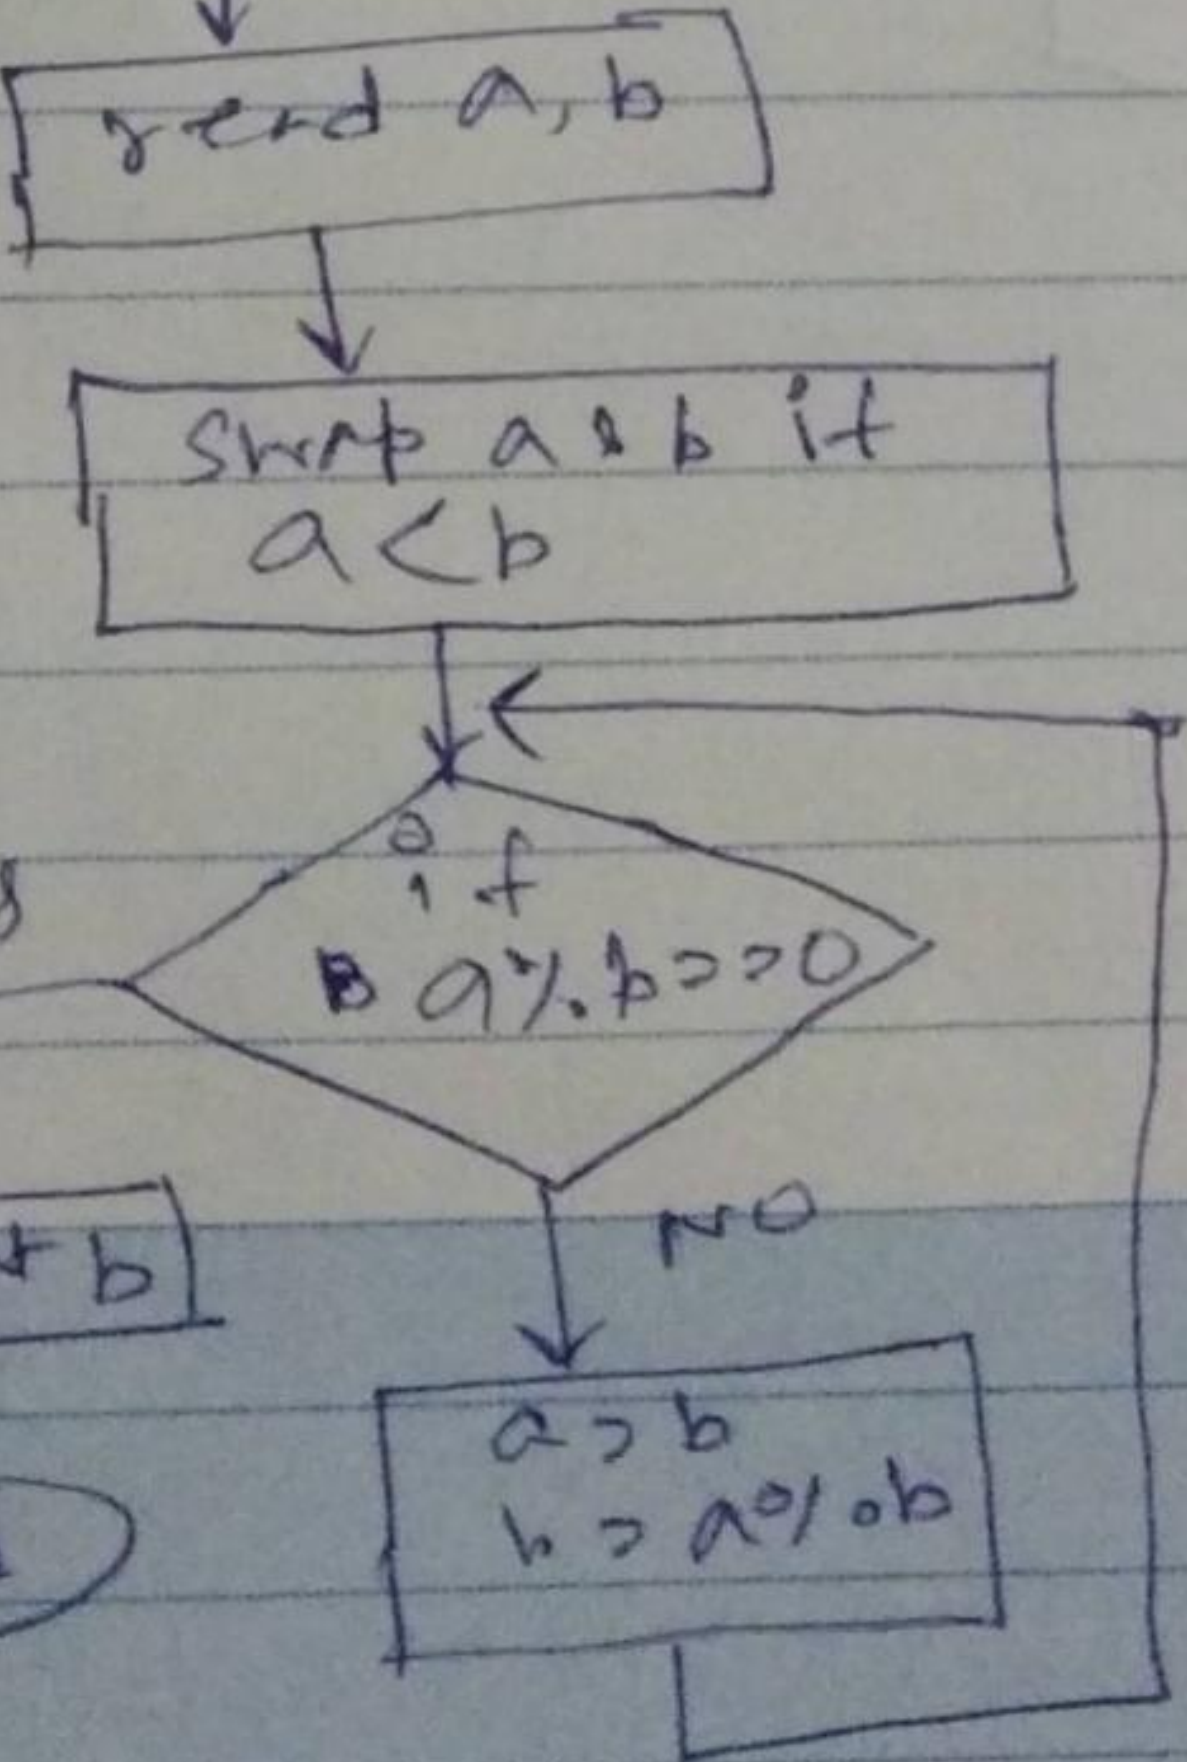 read a, b
Swap a & b if
a < b
if
a % b == 0
NO
b
a = b
b = a % b